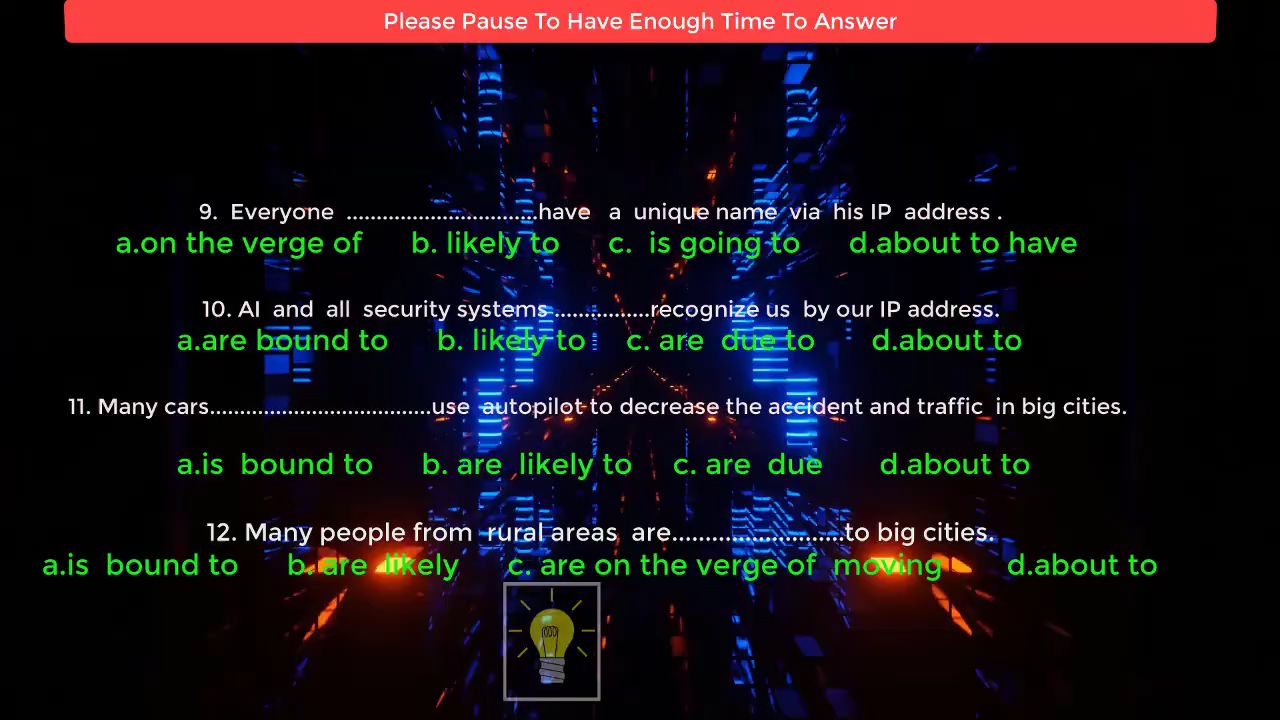 Please Pause To Have Enough Time To Answer
9. Everyone ................................have a unique name via his IP address .
a.on the verge of b. likely to c. is going to d.about to have
10. AI and all security systems ................recognize us by our IP address.
a.are bound to b. likely to c. are due to d.about to
11. Many cars.....................................use autopilot to decrease the accident and traffic in big cities.
a.is bound to b. are likely to c. are due d.about to
12. Many people from rural areas are..........................to big cities.
a.is bound to b. are likely c. are on the verge of moving d.about to